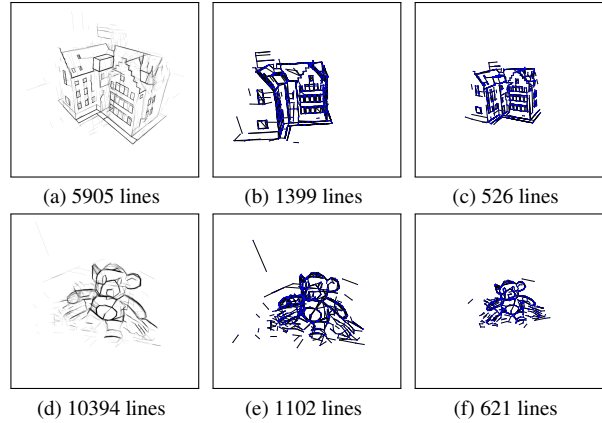 (a) 5905 lines
(b) 1399 lines
(c) 526 lines
(d) 10394 lines
(e) 1102 lines
(f) 621 lines